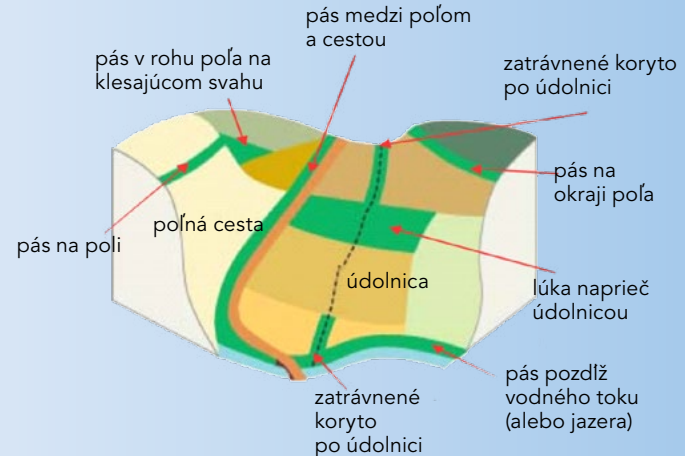 pás medzi poľom
a cestou
pás v rohu poľa na
klesajúcom svahu
zatrávnené koryto
po údolnici
pás na
okraji poľa
poľná cesta
pás na poli
údolnica
lúka naprieč
údolnicou
pás pozdĺž
vodného toku
(alebo jazera)
zatrávnené
koryto
po údolnici